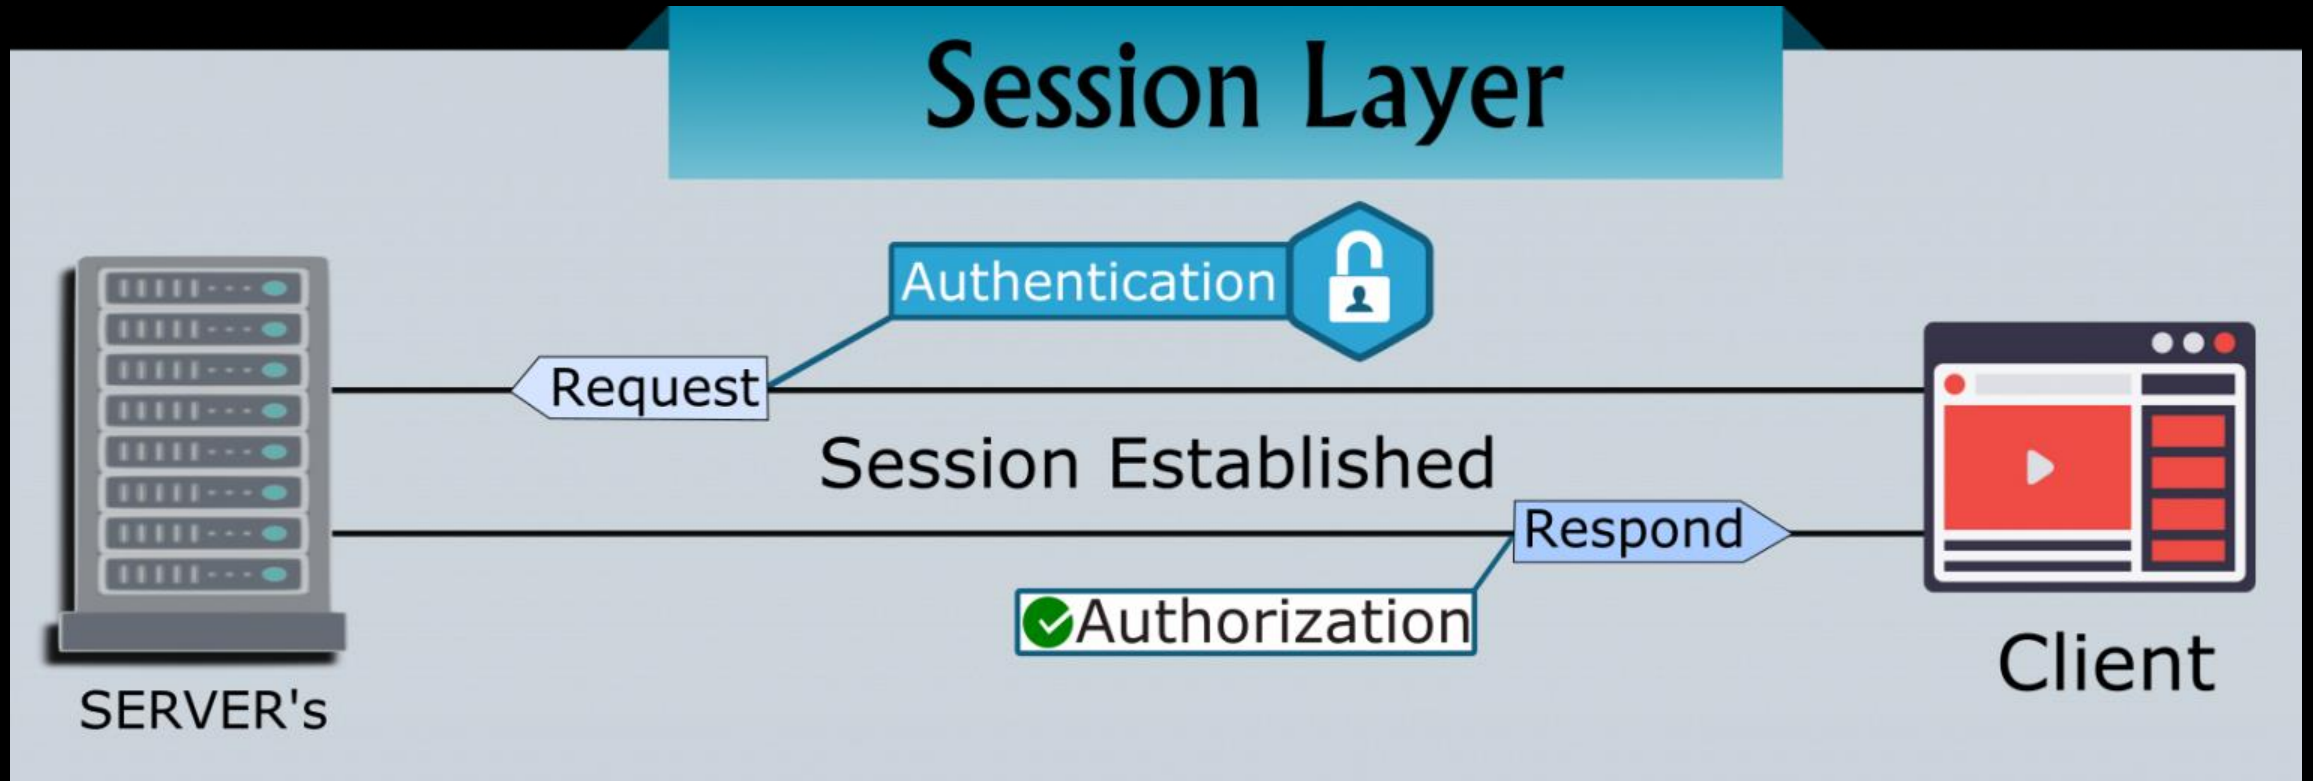 Session Layer
Authentication
Request
Session Established
Respond
Authorization
Client
SERVER's